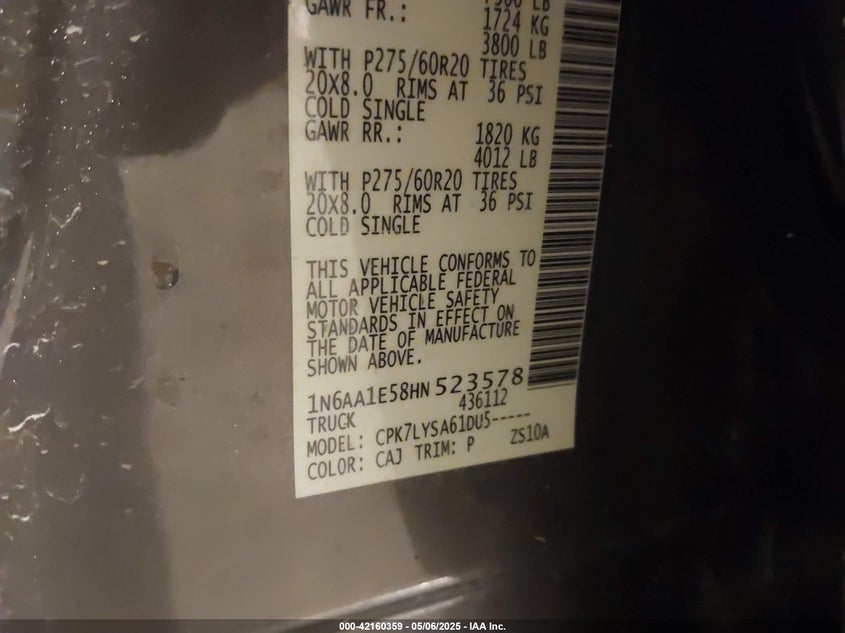 GAWR FR.: 1724 KG
3800 LB
WITH P275/60R20 TIRES
20X8.0 RIMS AT 36 PSI
COLD SINGLE
GAWR RR.: 1820 KG
4012 LB
WITH P275/60R20 TIRES
20X8.0 RIMS AT 36 PSI
COLD SINGLE
THIS VEHICLE CONFORMS TO
ALL APPLICABLE FEDERAL
MOTOR VEHICLE SAFETY
STANDARDS IN EFFECT ON
THE DATE OF MANUFACTURE
SHOWN ABOVE.
1N6AA1E58HN 523578
TRUCK 436112
MODEL: CPK7LYSA61DU5-----
COLOR: CAJ TRIM: P ZS10A
000-42160359 - 05/06/2025 - IAA Inc.